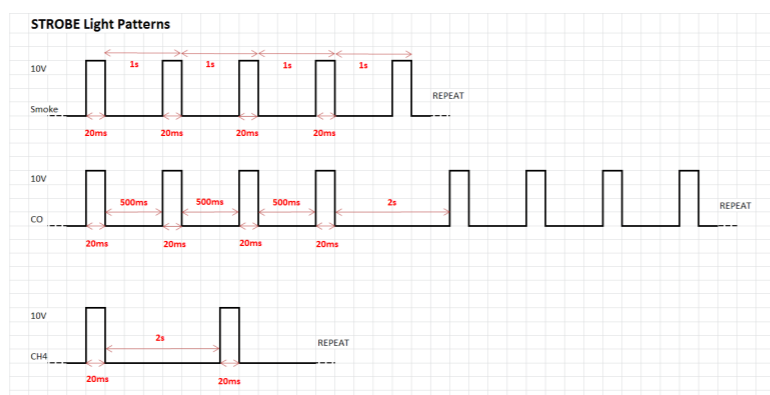 STROBE Light Patterns
1s 1s 1s 1s
10V
REPEAT
Smoke
20ms 20ms 20ms 20ms
10V
500ms 500ms 500ms 2s
REPEAT
CO
20ms 20ms 20ms 20ms
10V
2s
REPEAT
CH4
20ms 20ms